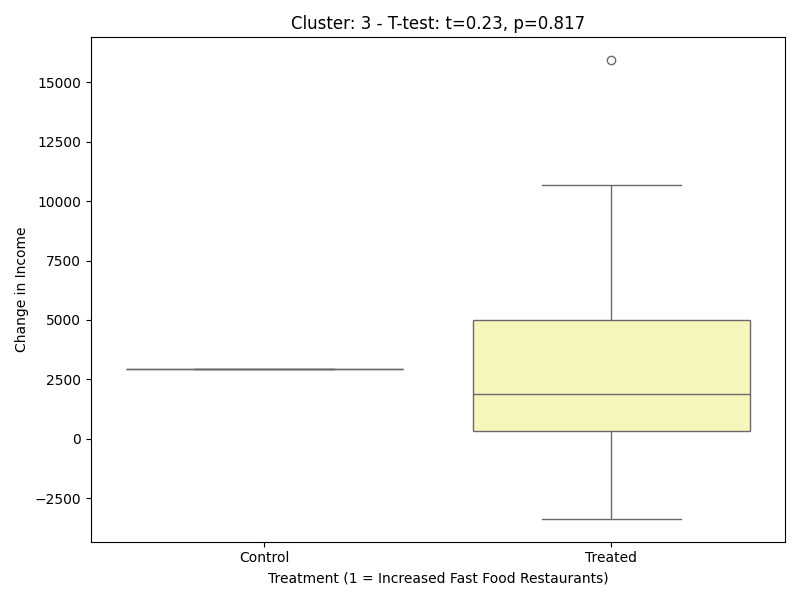 Cluster: 3 - T-test: t=0.23, p=0.817
15000
12500
10000
7500
5000
2500
0
−2500
Change in Income
Control
Treated
Treatment (1 = Increased Fast Food Restaurants)